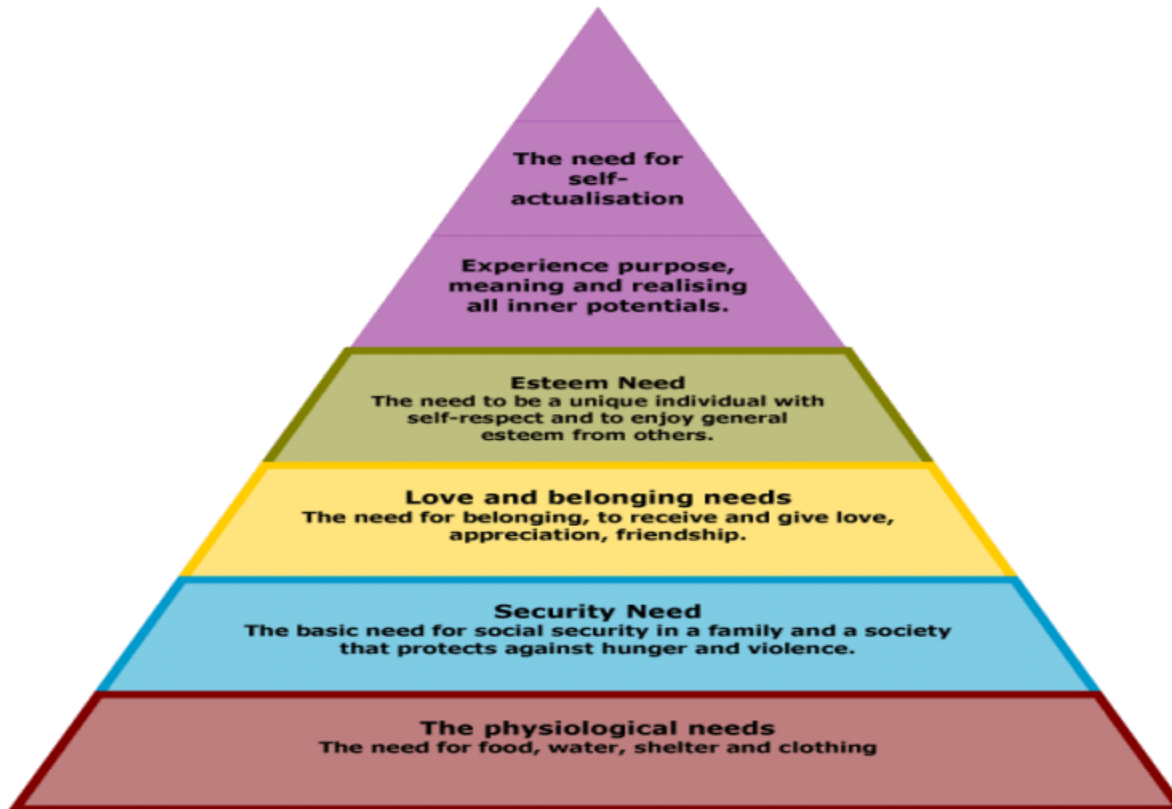 The need for
self-
actualisation
Experience purpose,
meaning and realising
all inner potentials.
Esteem Need
The need to be a unique individual with
self-respect and to enjoy general
esteem from others.
Love and belonging needs
The need for belonging, to receive and give love,
appreciation, friendship.
Security Need
The basic need for social security in a family and a society
that protects against hunger and violence.
The physiological needs
The need for food, water, shelter and clothing